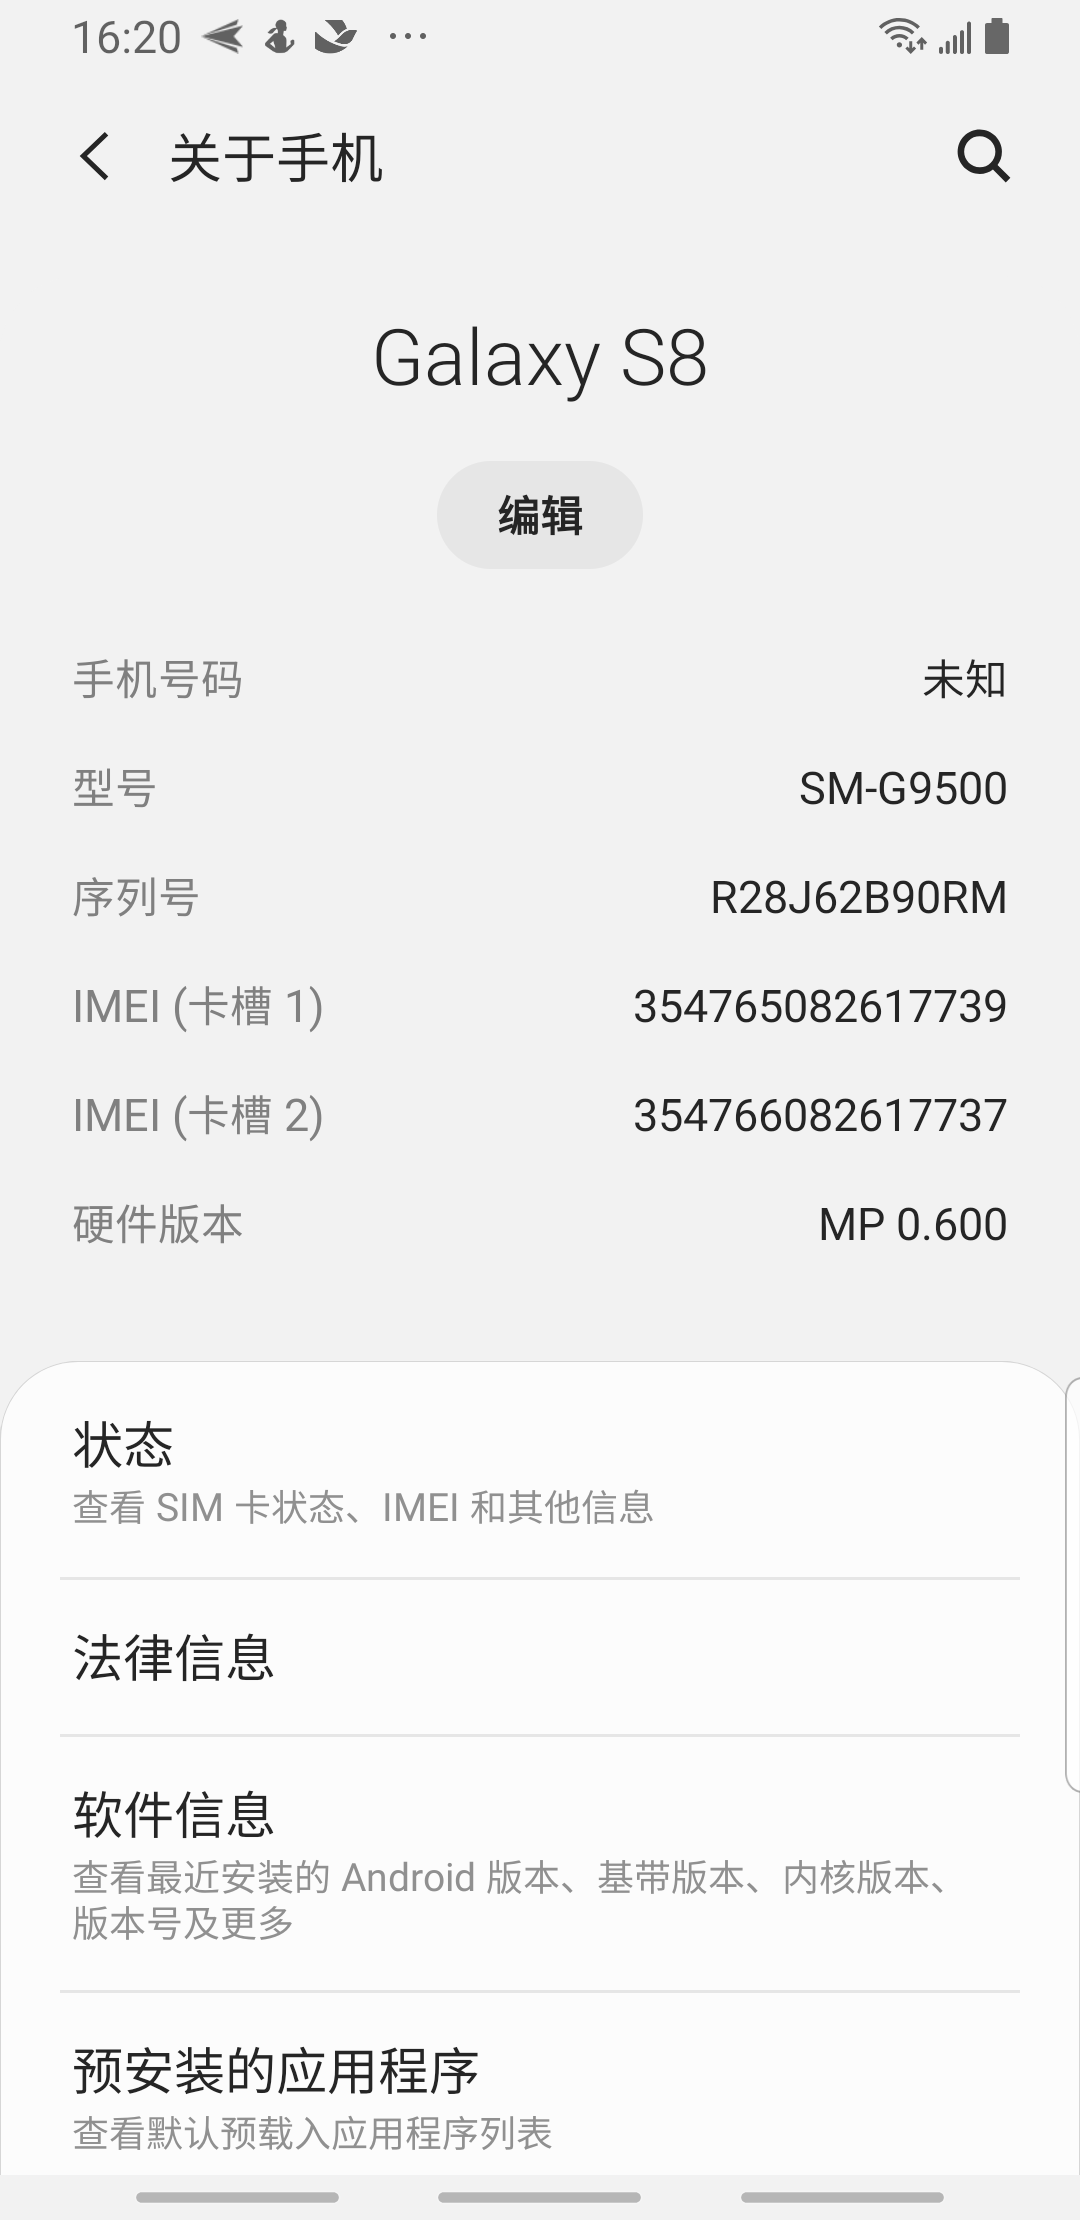 16:20
关于手机
Galaxy S8
编辑
手机号码 未知
型号 SM-G9500
序列号 R28J62B90RM
IMEI (卡槽 1) 354765082617739
IMEI (卡槽 2) 354766082617737
硬件版本 MP 0.600
状态
查看 SIM 卡状态、IMEI 和其他信息
法律信息
软件信息
查看最近安装的 Android 版本、基带版本、内核版本、
版本号及更多
预安装的应用程序
查看默认预载入应用程序列表